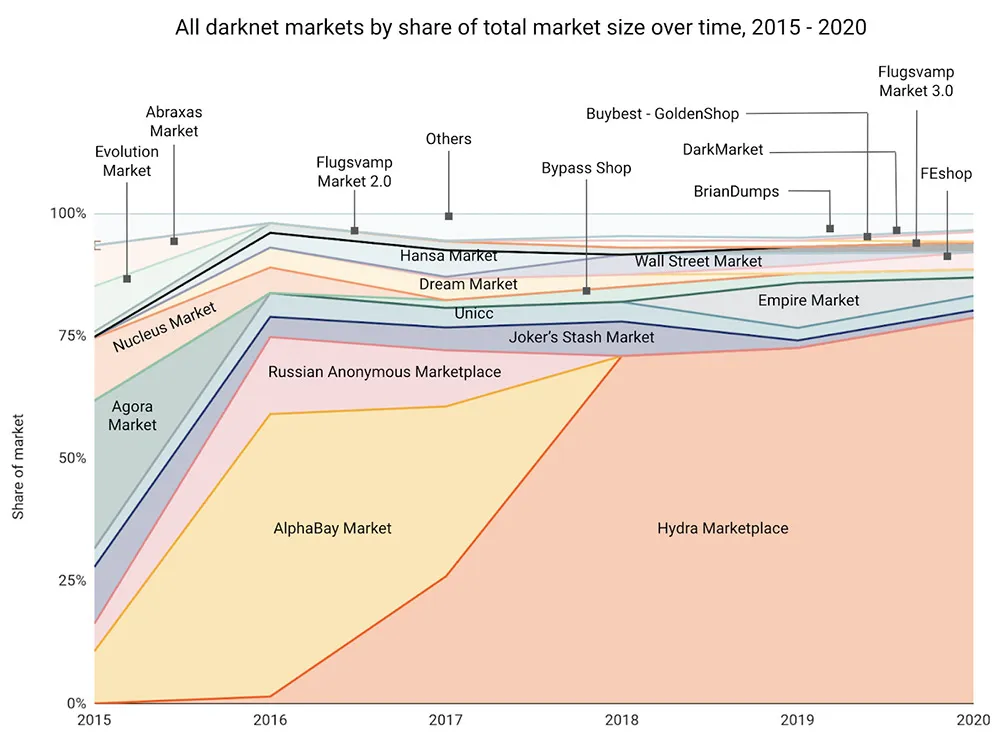 All darknet markets by share of total market size over time, 2015 - 2020
Flugsvamp
Market 3.0
Abraxas
Market
Buybest - GoldenShop
Evolution
Market
Others
DarkMarket
Flugsvamp
Market 2.0
Bypass Shop
FEshop
BrianDumps
100%
Hansa Market
Wall Street Market
Dream Market
Empire Market
Unicc
Nucleus Market
75%
Joker's Stash Market
Russian Anonymous Marketplace
Agora
Market
Share of market
50%
AlphaBay Market
Hydra Marketplace
25%
0%
2015
2016
2017
2018
2019
2020